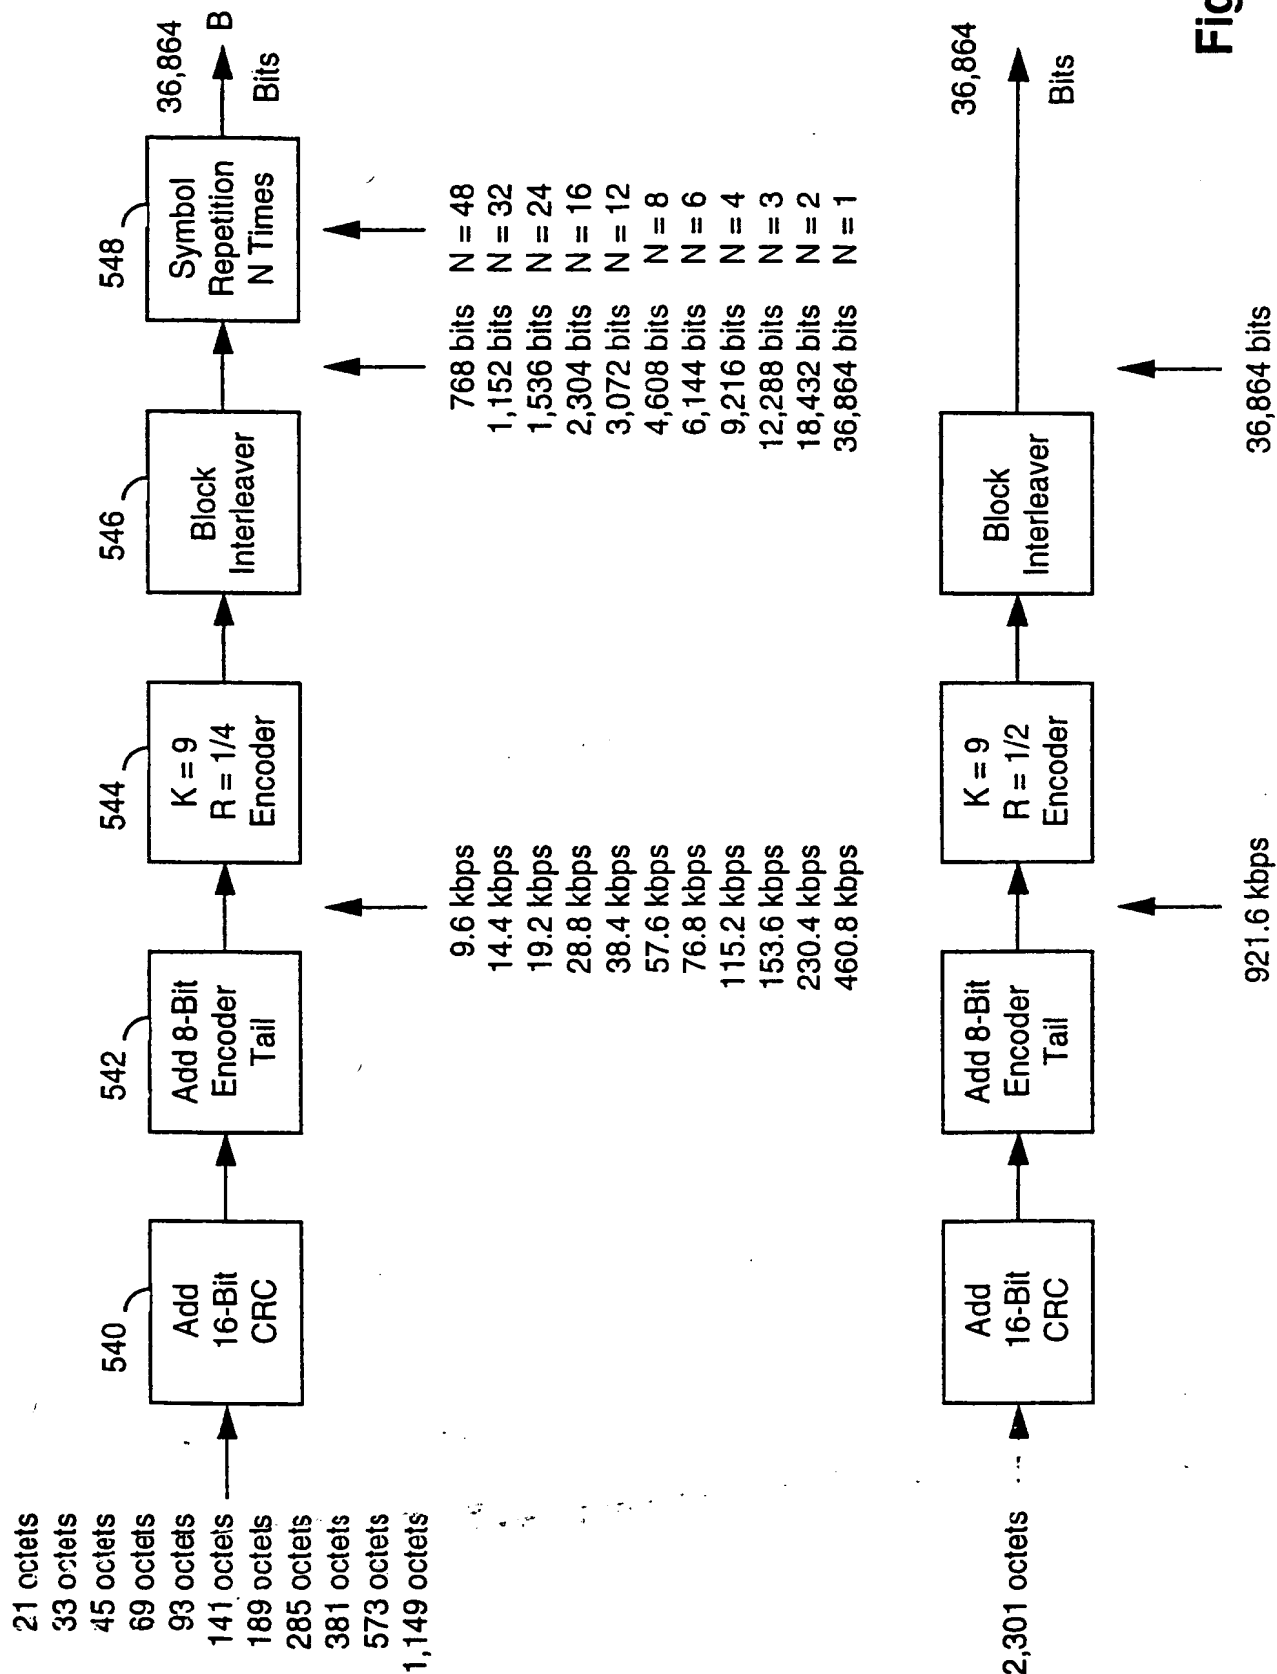 21 octets
33 octets
45 octets
69 octets
93 octets
141 octets
189 octets
285 octets
381 octets
573 octets
1,149 octets
540
Add
16-Bit
CRC
542
Add 8-Bit
Encoder
Tail
544
K = 9
R = 1/4
Encoder
546
Block
Interleaver
548
Symbol
Repetition
N Times
36,864
Bits
B
9.6 kbps
14.4 kbps
19.2 kbps
28.8 kbps
38.4 kbps
57.6 kbps
76.8 kbps
115.2 kbps
153.6 kbps
230.4 kbps
460.8 kbps
768 bits N = 48
1,152 bits N = 32
1,536 bits N = 24
2,304 bits N = 16
3,072 bits N = 12
4,608 bits N = 8
6,144 bits N = 6
9,216 bits N = 4
12,288 bits N = 3
18,432 bits N = 2
36,864 bits N = 1
2,301 octets
Add
16-Bit
CRC
Add 8-Bit
Encoder
Tail
K = 9
R = 1/2
Encoder
Block
Interleaver
36,864
Bits
921.6 kbps
36,864 bits
Fig